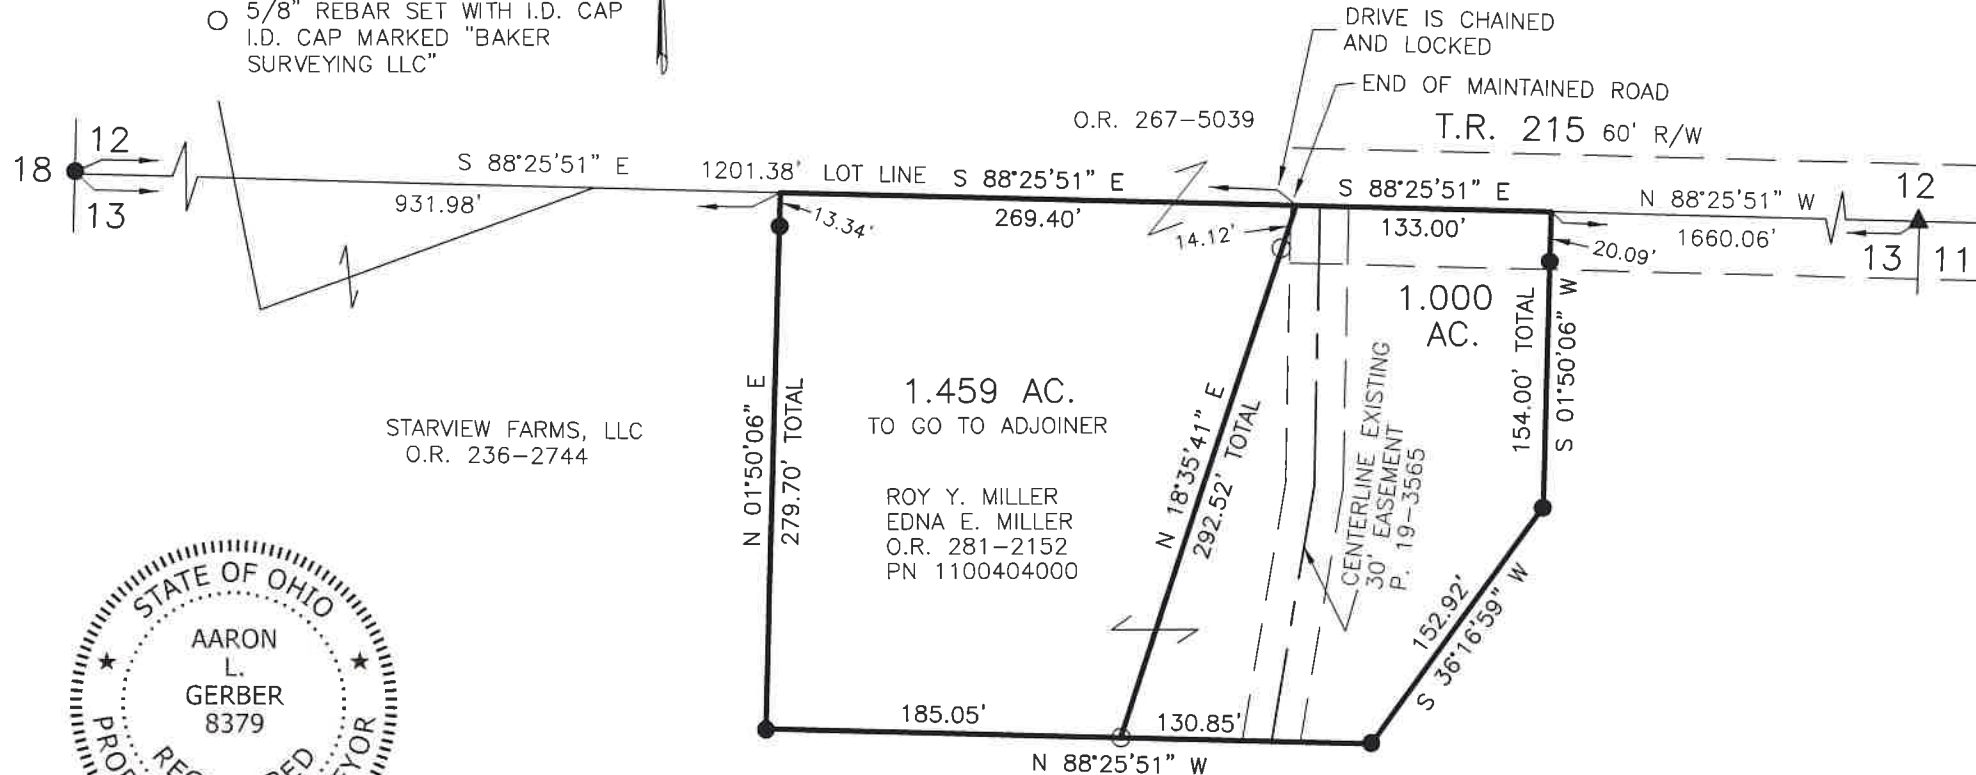 5/8" REBAR SET WITH I.D. CAP
I.D. CAP MARKED "BAKER
SURVEYING LLC"
DRIVE IS CHAINED
AND LOCKED
END OF MAINTAINED ROAD
O.R. 267-5039
T.R. 215 60' R/W
18
12
13
S 88°25'51" E
931.98'
1201.38' LOT LINE
S 88°25'51" E
269.40'
13.34'
14.12'
S 88°25'51" E
133.00'
N 88°25'51" W
1660.06'
20.09'
12
13
11
1.000
AC.
154.00' TOTAL
S 01°50'06" W
N 01°50'06" E
279.70' TOTAL
1.459 AC.
TO GO TO ADJOINER
ROY Y. MILLER
EDNA E. MILLER
O.R. 281-2152
PN 1100404000
N 18°35'41" E
292.52' TOTAL
CENTERLINE EXISTING
30' EASEMENT
P. 19-3565
STARVIEW FARMS, LLC
O.R. 236-2744
152.92'
S 36°16'59" W
185.05'
130.85'
N 88°25'51" W
STATE OF OHIO
AARON
L.
GERBER
8379